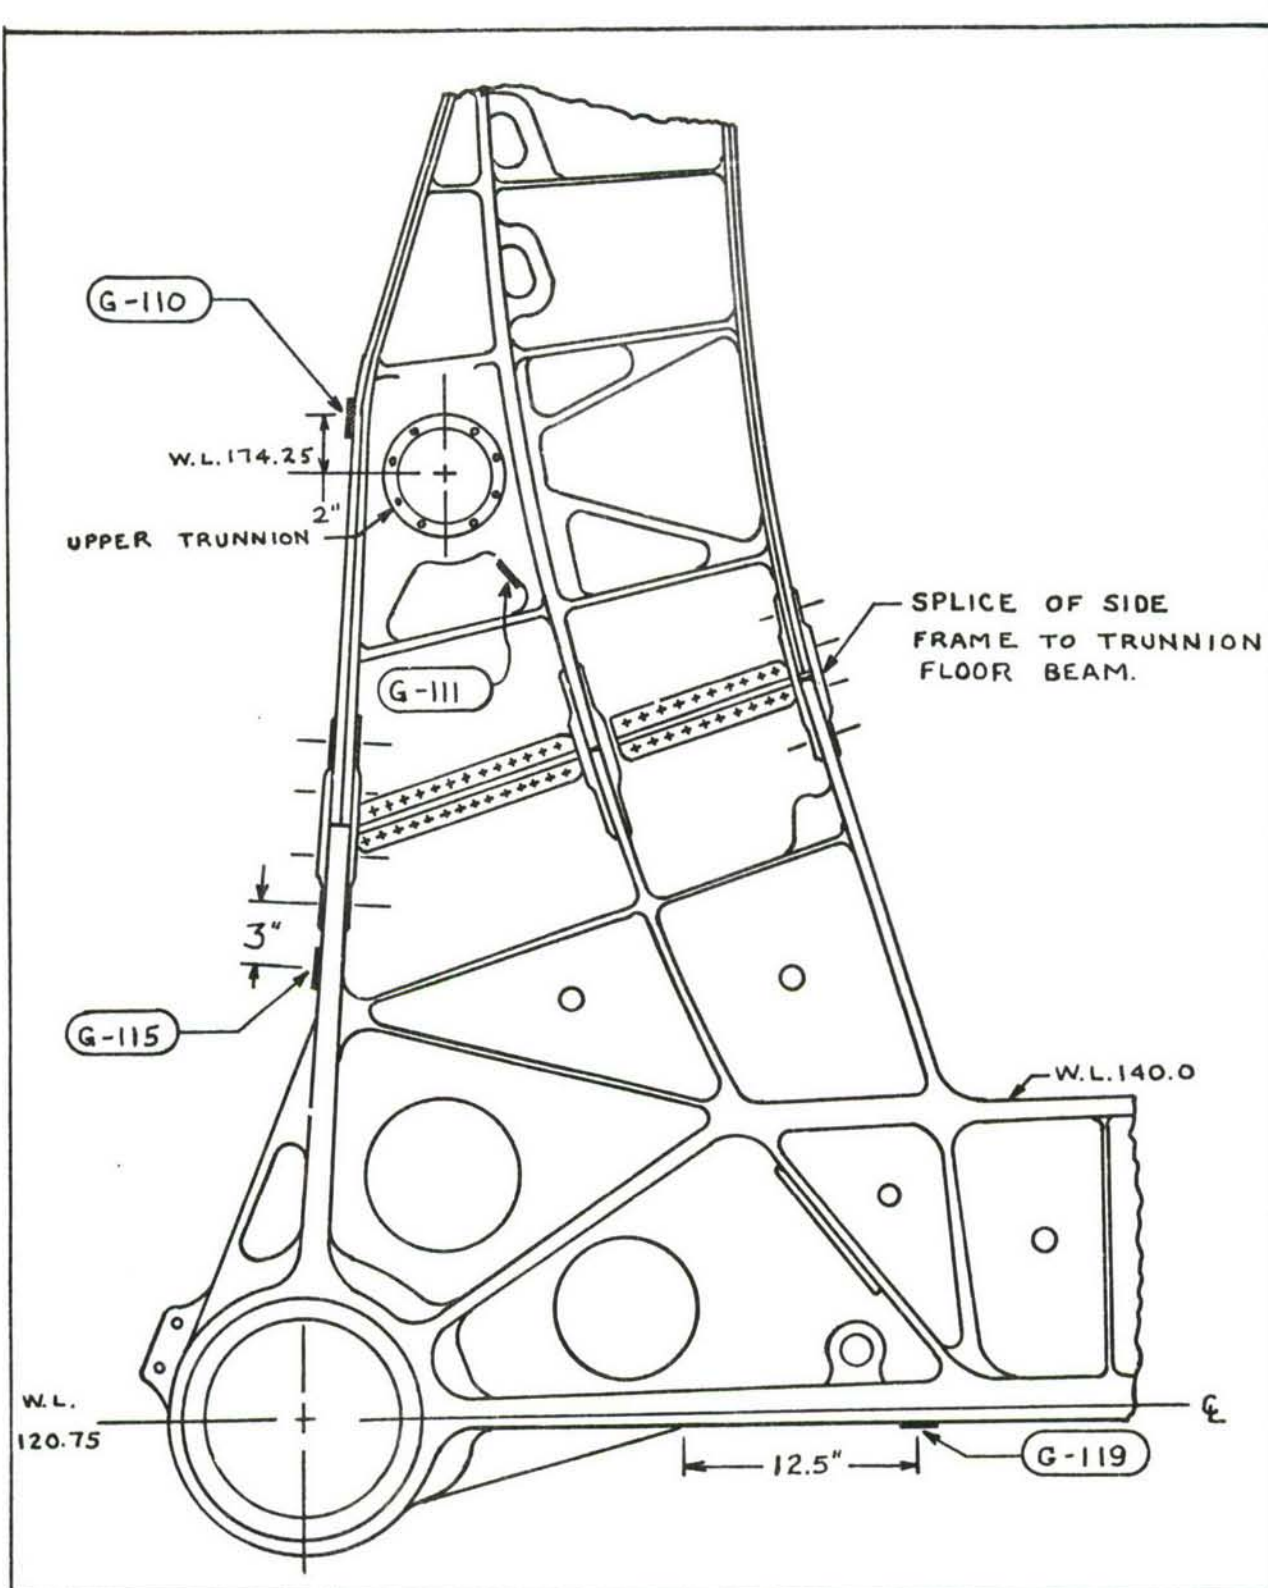 G-110
W.L.174.25
2"
UPPER TRUNNION
SPLICE OF SIDE
FRAME TO TRUNNION
FLOOR BEAM.
G-111
3"
G-115
W.L.140.0
W.L.
120.75
℄
12.5"
G-119